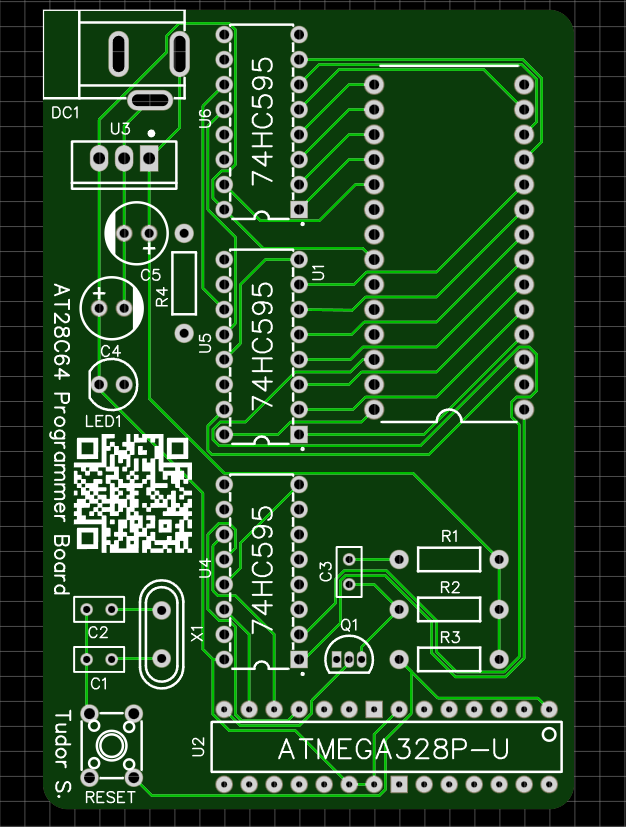 DC1
U3
U6
74HC595
C5
R4
U1
U5
74HC595
C4
LED1
AT28C64 Programmer Board
U4
74HC595
C3
R1
R2
R3
Q1
C2
C1
X1
Tudor S.
RESET
U2
ATMEGA328P-U